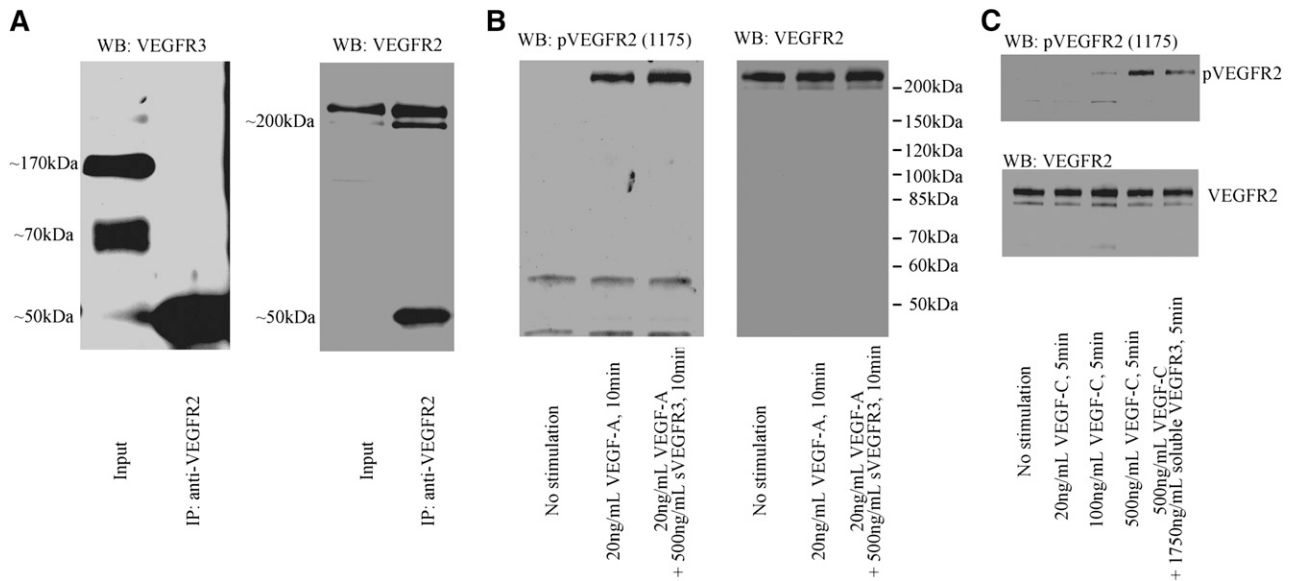 A
WB: VEGFR3
~170kDa
~70kDa
~50kDa
Input
IP: anti-VEGFR2
WB: VEGFR2
~200kDa
~50kDa
Input
IP: anti-VEGFR2
B
WB: pVEGFR2 (1175)
No stimulation
20ng/mL VEGF-A, 10min
20ng/mL VEGF-A
+ 500ng/mL sVEGFR3, 10min
WB: VEGFR2
- 200kDa
- 150kDa
- 120kDa
- 100kDa
- 85kDa
- 70kDa
- 60kDa
- 50kDa
No stimulation
20ng/mL VEGF-A, 10min
20ng/mL VEGF-A
+ 500ng/mL sVEGFR3, 10min
C
WB: pVEGFR2 (1175)
pVEGFR2
WB: VEGFR2
VEGFR2
No stimulation
20ng/mL VEGF-C, 5min
100ng/mL VEGF-C, 5min
500ng/mL VEGF-C, 5min
500ng/mL VEGF-C
+ 1750ng/mL soluble VEGFR3, 5min